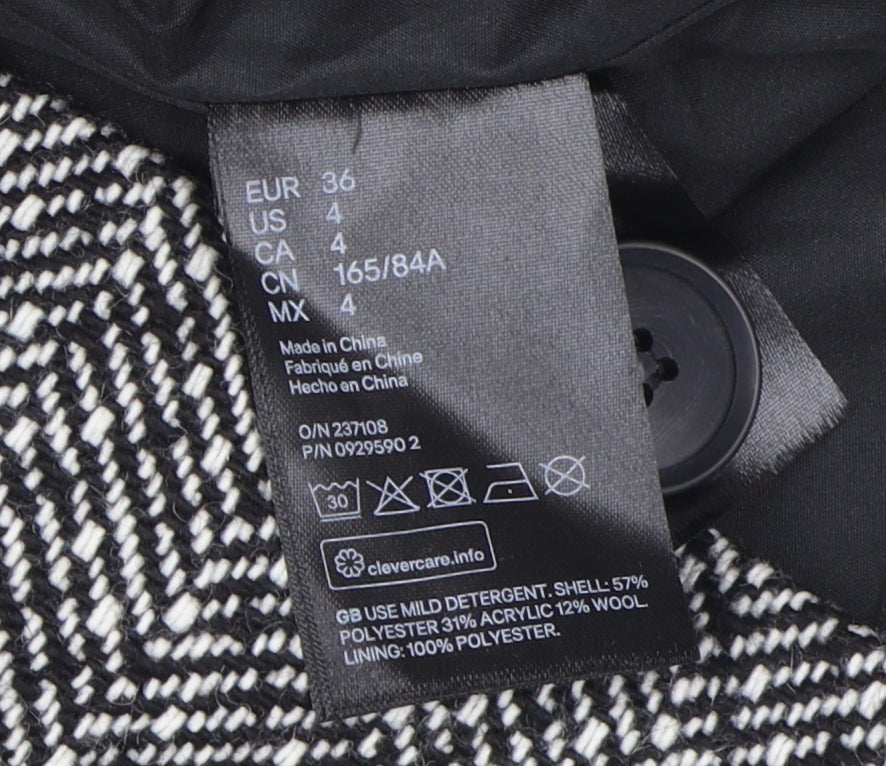 EUR 36
US 4
CA 4
CN 165/84A
MX 4
Made in China
Fabriqué en Chine
Hecho en China
O/N 237108
P/N 0929590 2
30
clevercare.info
GB USE MILD DETERGENT. SHELL: 57%
POLYESTER 31% ACRYLIC 12% WOOL.
LINING: 100% POLYESTER.